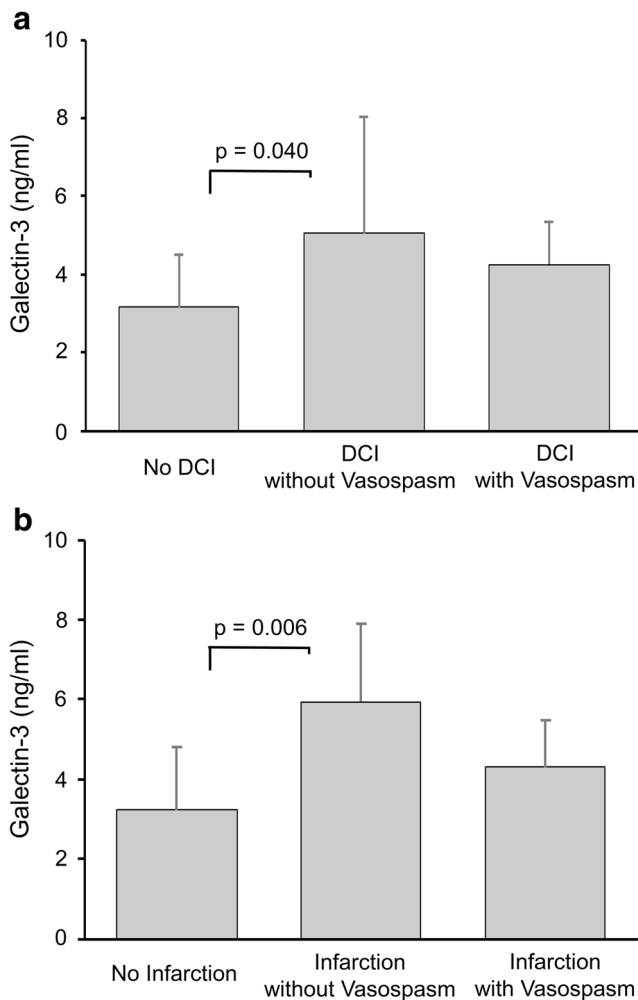 a
10
8
6
4
2
0
Galectin-3 (ng/ml)
p = 0.040
No DCI
DCI
without Vasospasm
DCI
with Vasospasm
b
10
8
6
4
2
0
Galectin-3 (ng/ml)
p = 0.006
No Infarction
Infarction
without Vasospasm
Infarction
with Vasospasm